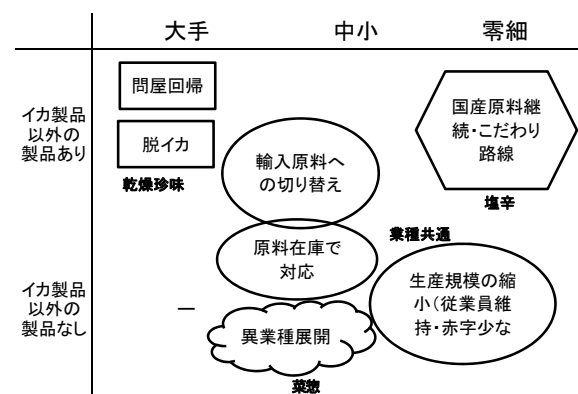 大手
中小
零細
イカ製品
以外の
製品あり
問屋回帰
脱イカ
乾燥珍味
輸入原料へ
の切り替え
国産原料継
続・こだわり
路線
塩辛
イカ製品
以外の
製品なし
―
原料在庫で
対応
業種共通
生産規模の縮
小(従業員維
持・赤字少な
異業種展開
菜惣